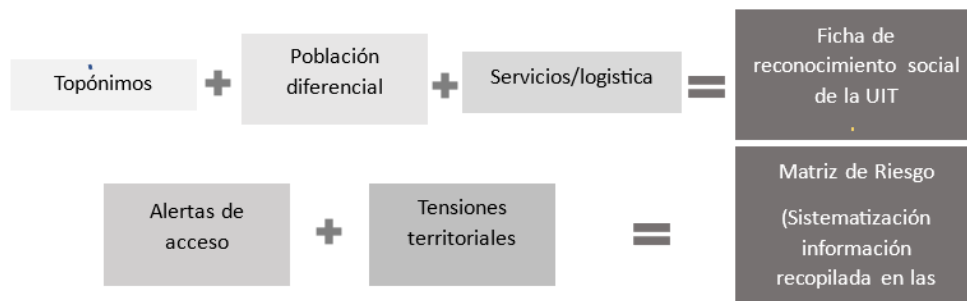 Topónimos
Población
diferencial
Servicios/logistica
Ficha de
reconocimiento social
de la UIT
Alertas de
acceso
Tensiones
territoriales
Matriz de Riesgo
(Sistematización
información
recopilada en las